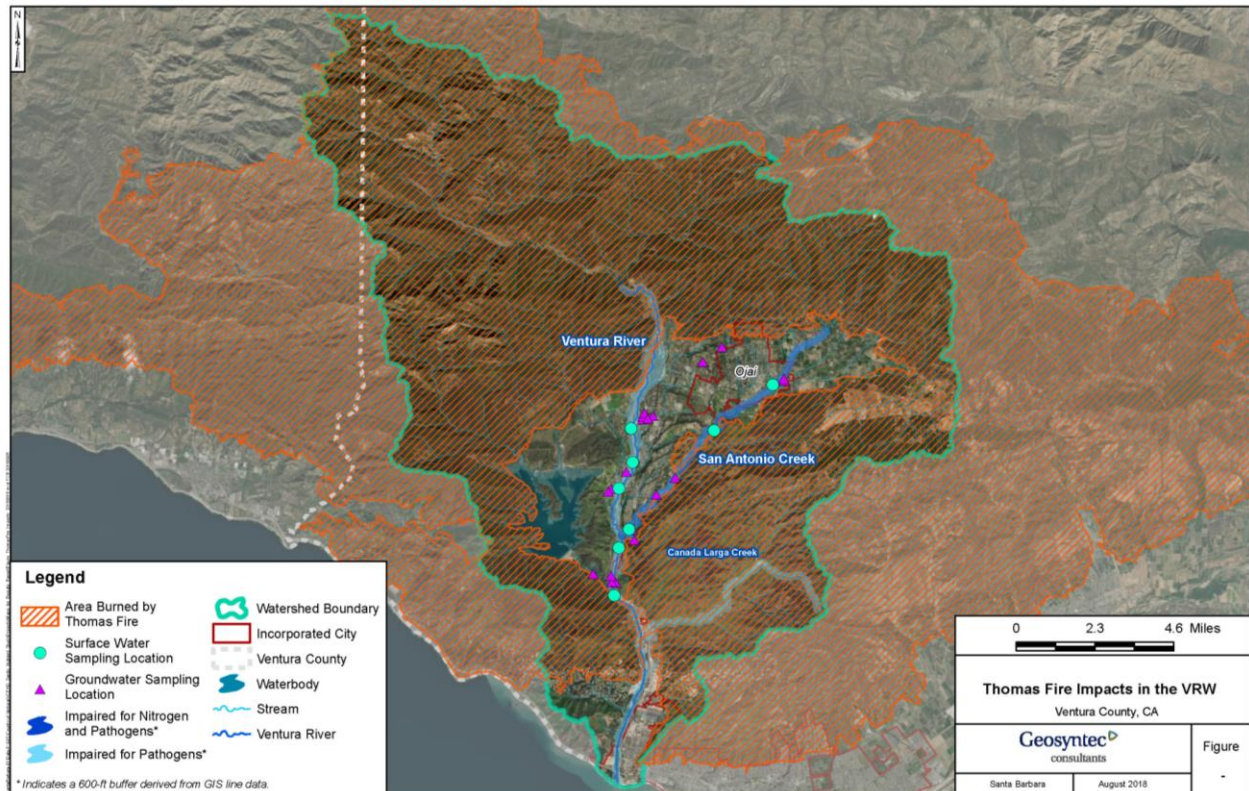 N
Ventura River
Ojai
San Antonio Creek
Canada Larga Creek
Legend
Area Burned by
Thomas Fire
Surface Water
Sampling Location
Groundwater Sampling
Location
Impaired for Nitrogen
and Pathogens*
Impaired for Pathogens*
Watershed Boundary
Incorporated City
Ventura County
Waterbody
Stream
Ventura River
* Indicates a 600-ft buffer derived from GIS line data.
0 2.3 4.6 Miles
Thomas Fire Impacts in the VRW
Ventura County, CA
Geosyntec
consultants
Figure
-
Santa Barbara August 2018